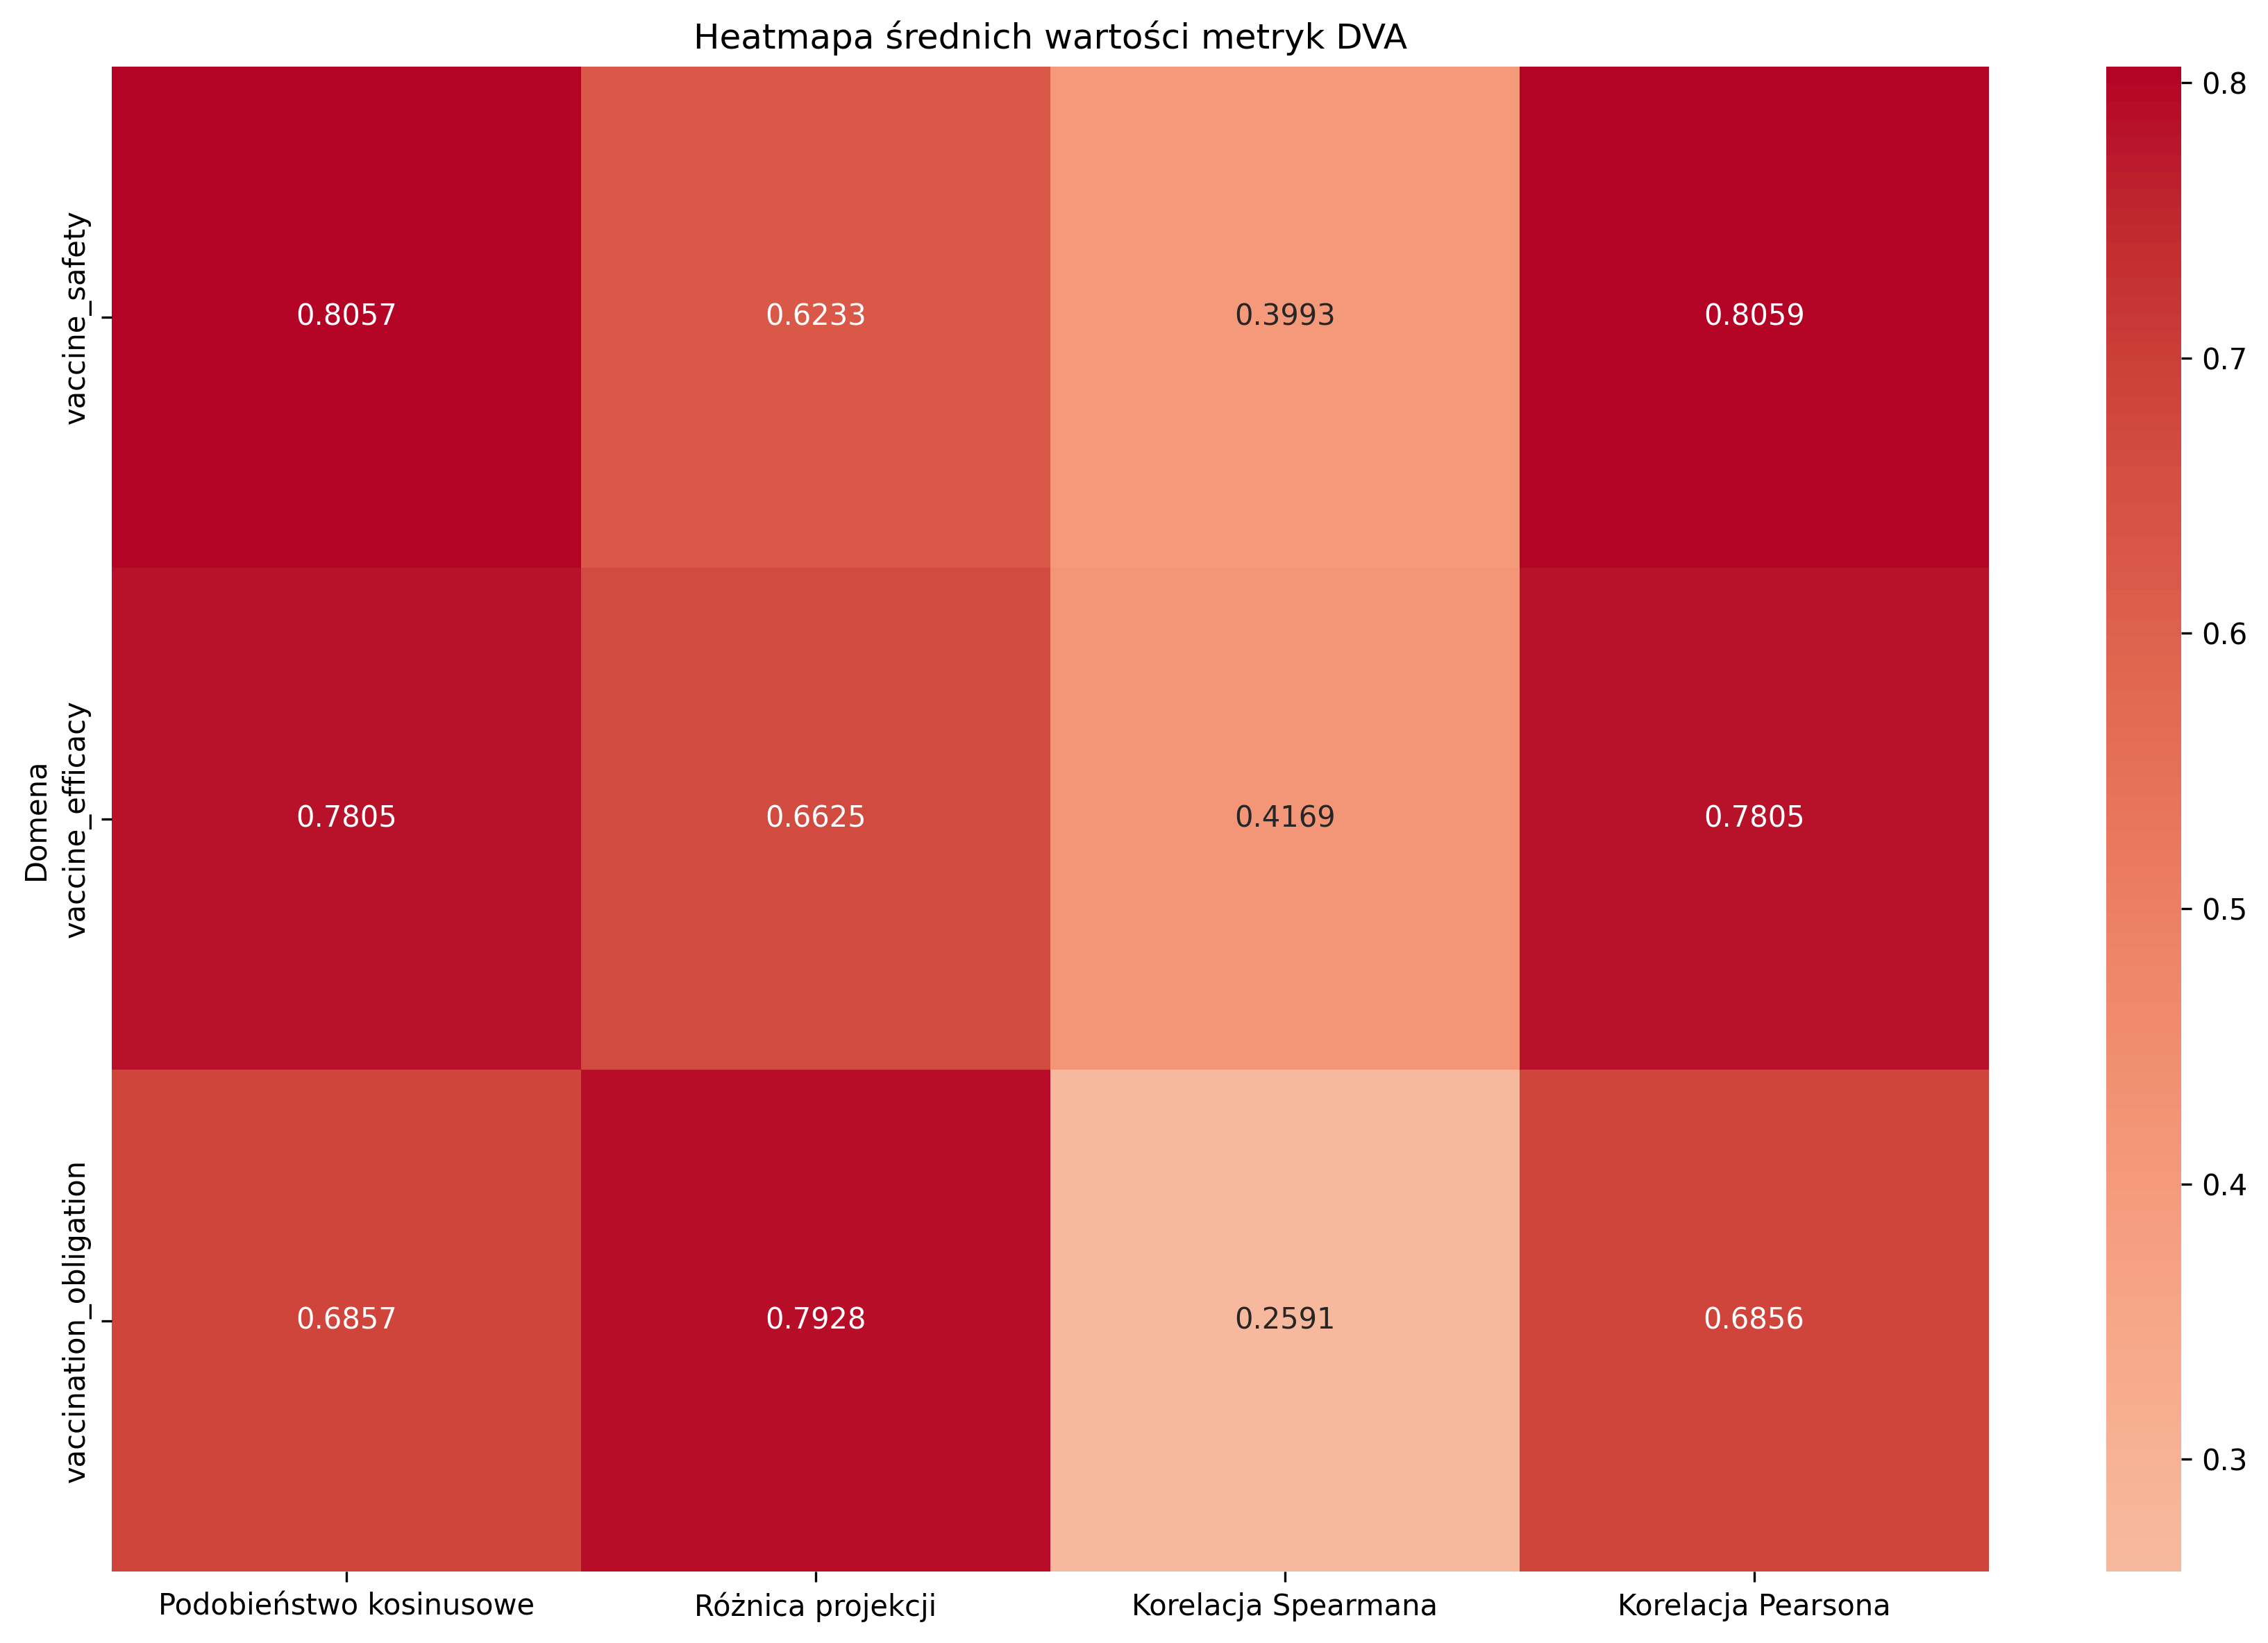 Heatmapa średnich wartości metryk DVA
Domena
vaccine_safety
0.8057 0.6233 0.3993 0.8059
vaccine_efficacy
0.7805 0.6625 0.4169 0.7805
vaccination_obligation
0.6857 0.7928 0.2591 0.6856
Podobieństwo kosinusowe Różnica projekcji Korelacja Spearmana Korelacja Pearsona
0.8
0.7
0.6
0.5
0.4
0.3